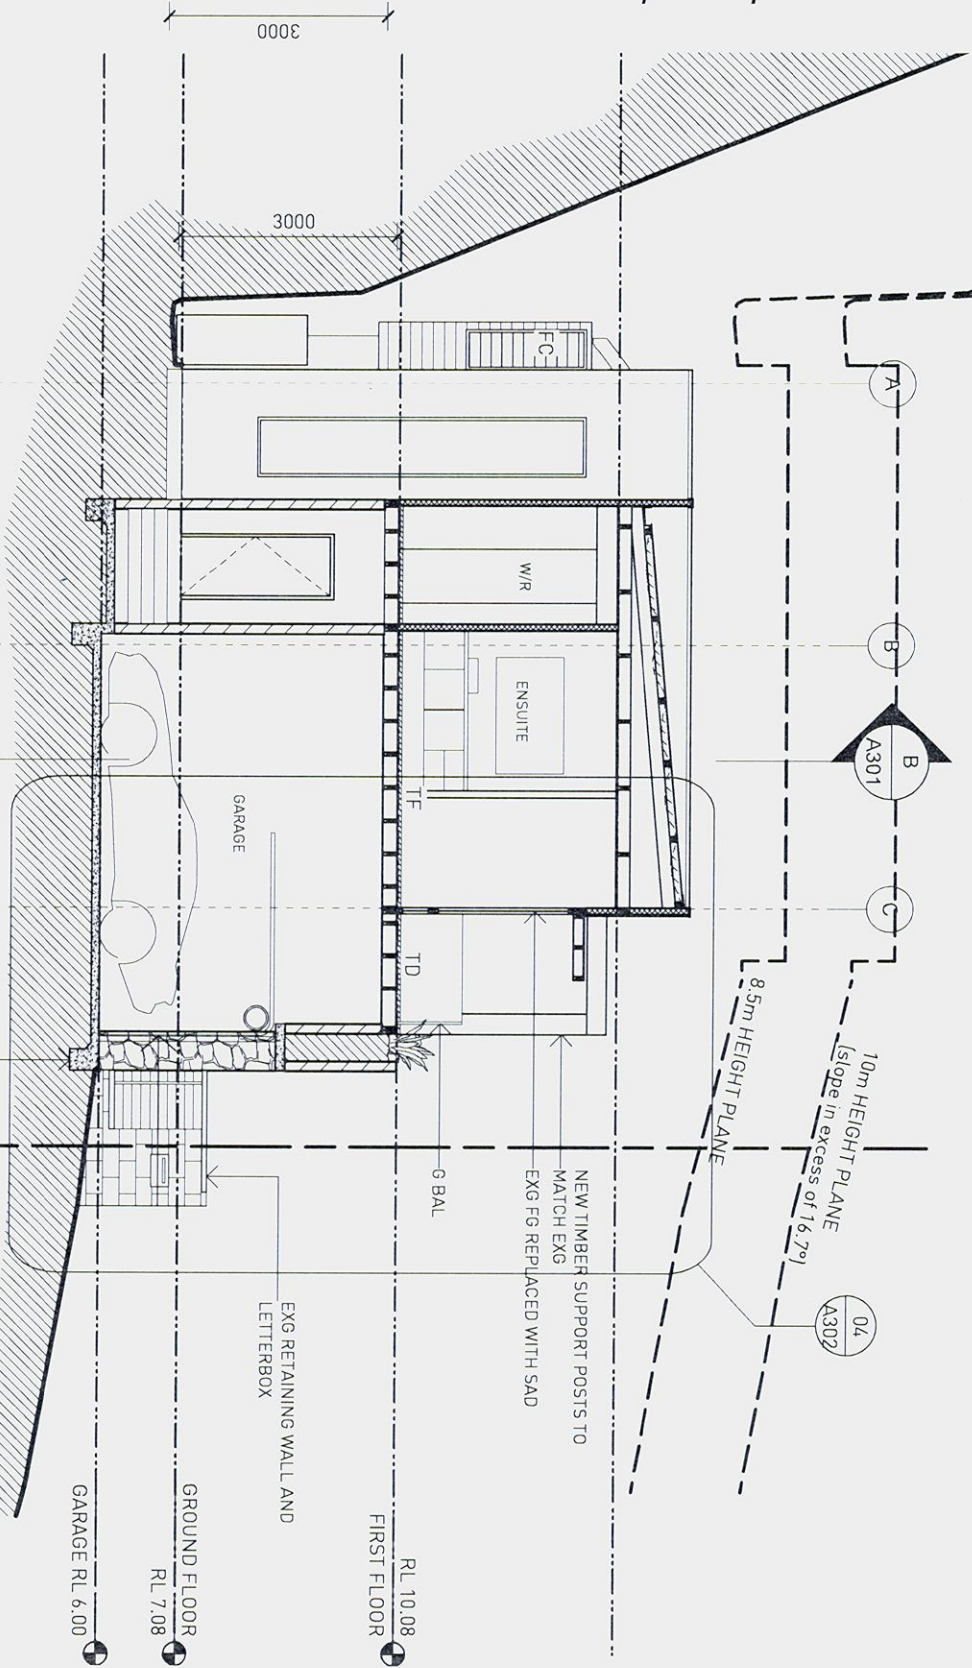 3000
3000
FC
A
W/R
B
ENSUITE
B
A301
TF
GARAGE
C
TD
8.5m HEIGHT PLANE
10m HEIGHT PLANE
(slope in excess of 16.7°)
G BAL
NEW TIMBER SUPPORT POSTS TO
MATCH EXG
EXG FG REPLACED WITH SAD
EXG RETAINING WALL AND
LETTERBOX
04
A302
RL 10.08
FIRST FLOOR
GROUND FLOOR
RL 7.08
GARAGE RL 6.00